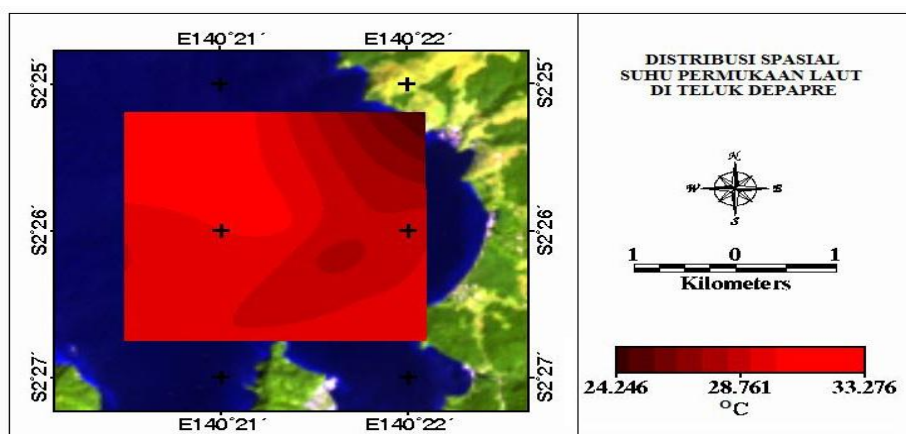 E140°21´ E140°22´
S2°25´ S2°25´
S2°26´ S2°26´
S2°27´ S2°27´
E140°21´ E140°22´
DISTRIBUSI SPASIAL
SUHU PERMUKAAN LAUT
DI TELUK DEPAPRE
N
W E
S
1 0 1
Kilometers
24.246 28.761 33.276
°C